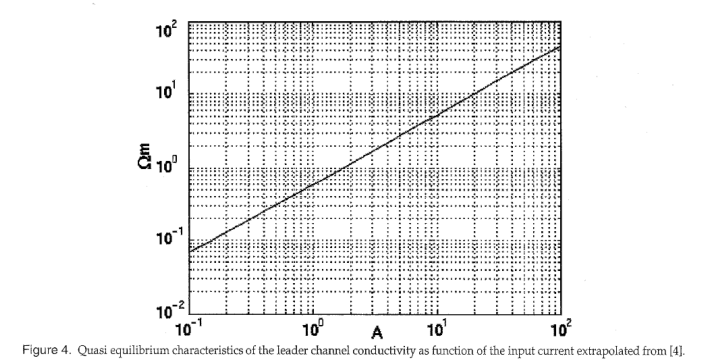 10²
10¹
Ωm
10⁰
10⁻¹
10⁻²
10⁻¹ 10⁰ A 10¹ 10²
Figure 4. Quasi equilibrium characteristics of the leader channel conductivity as function of the input current extrapolated from [4].